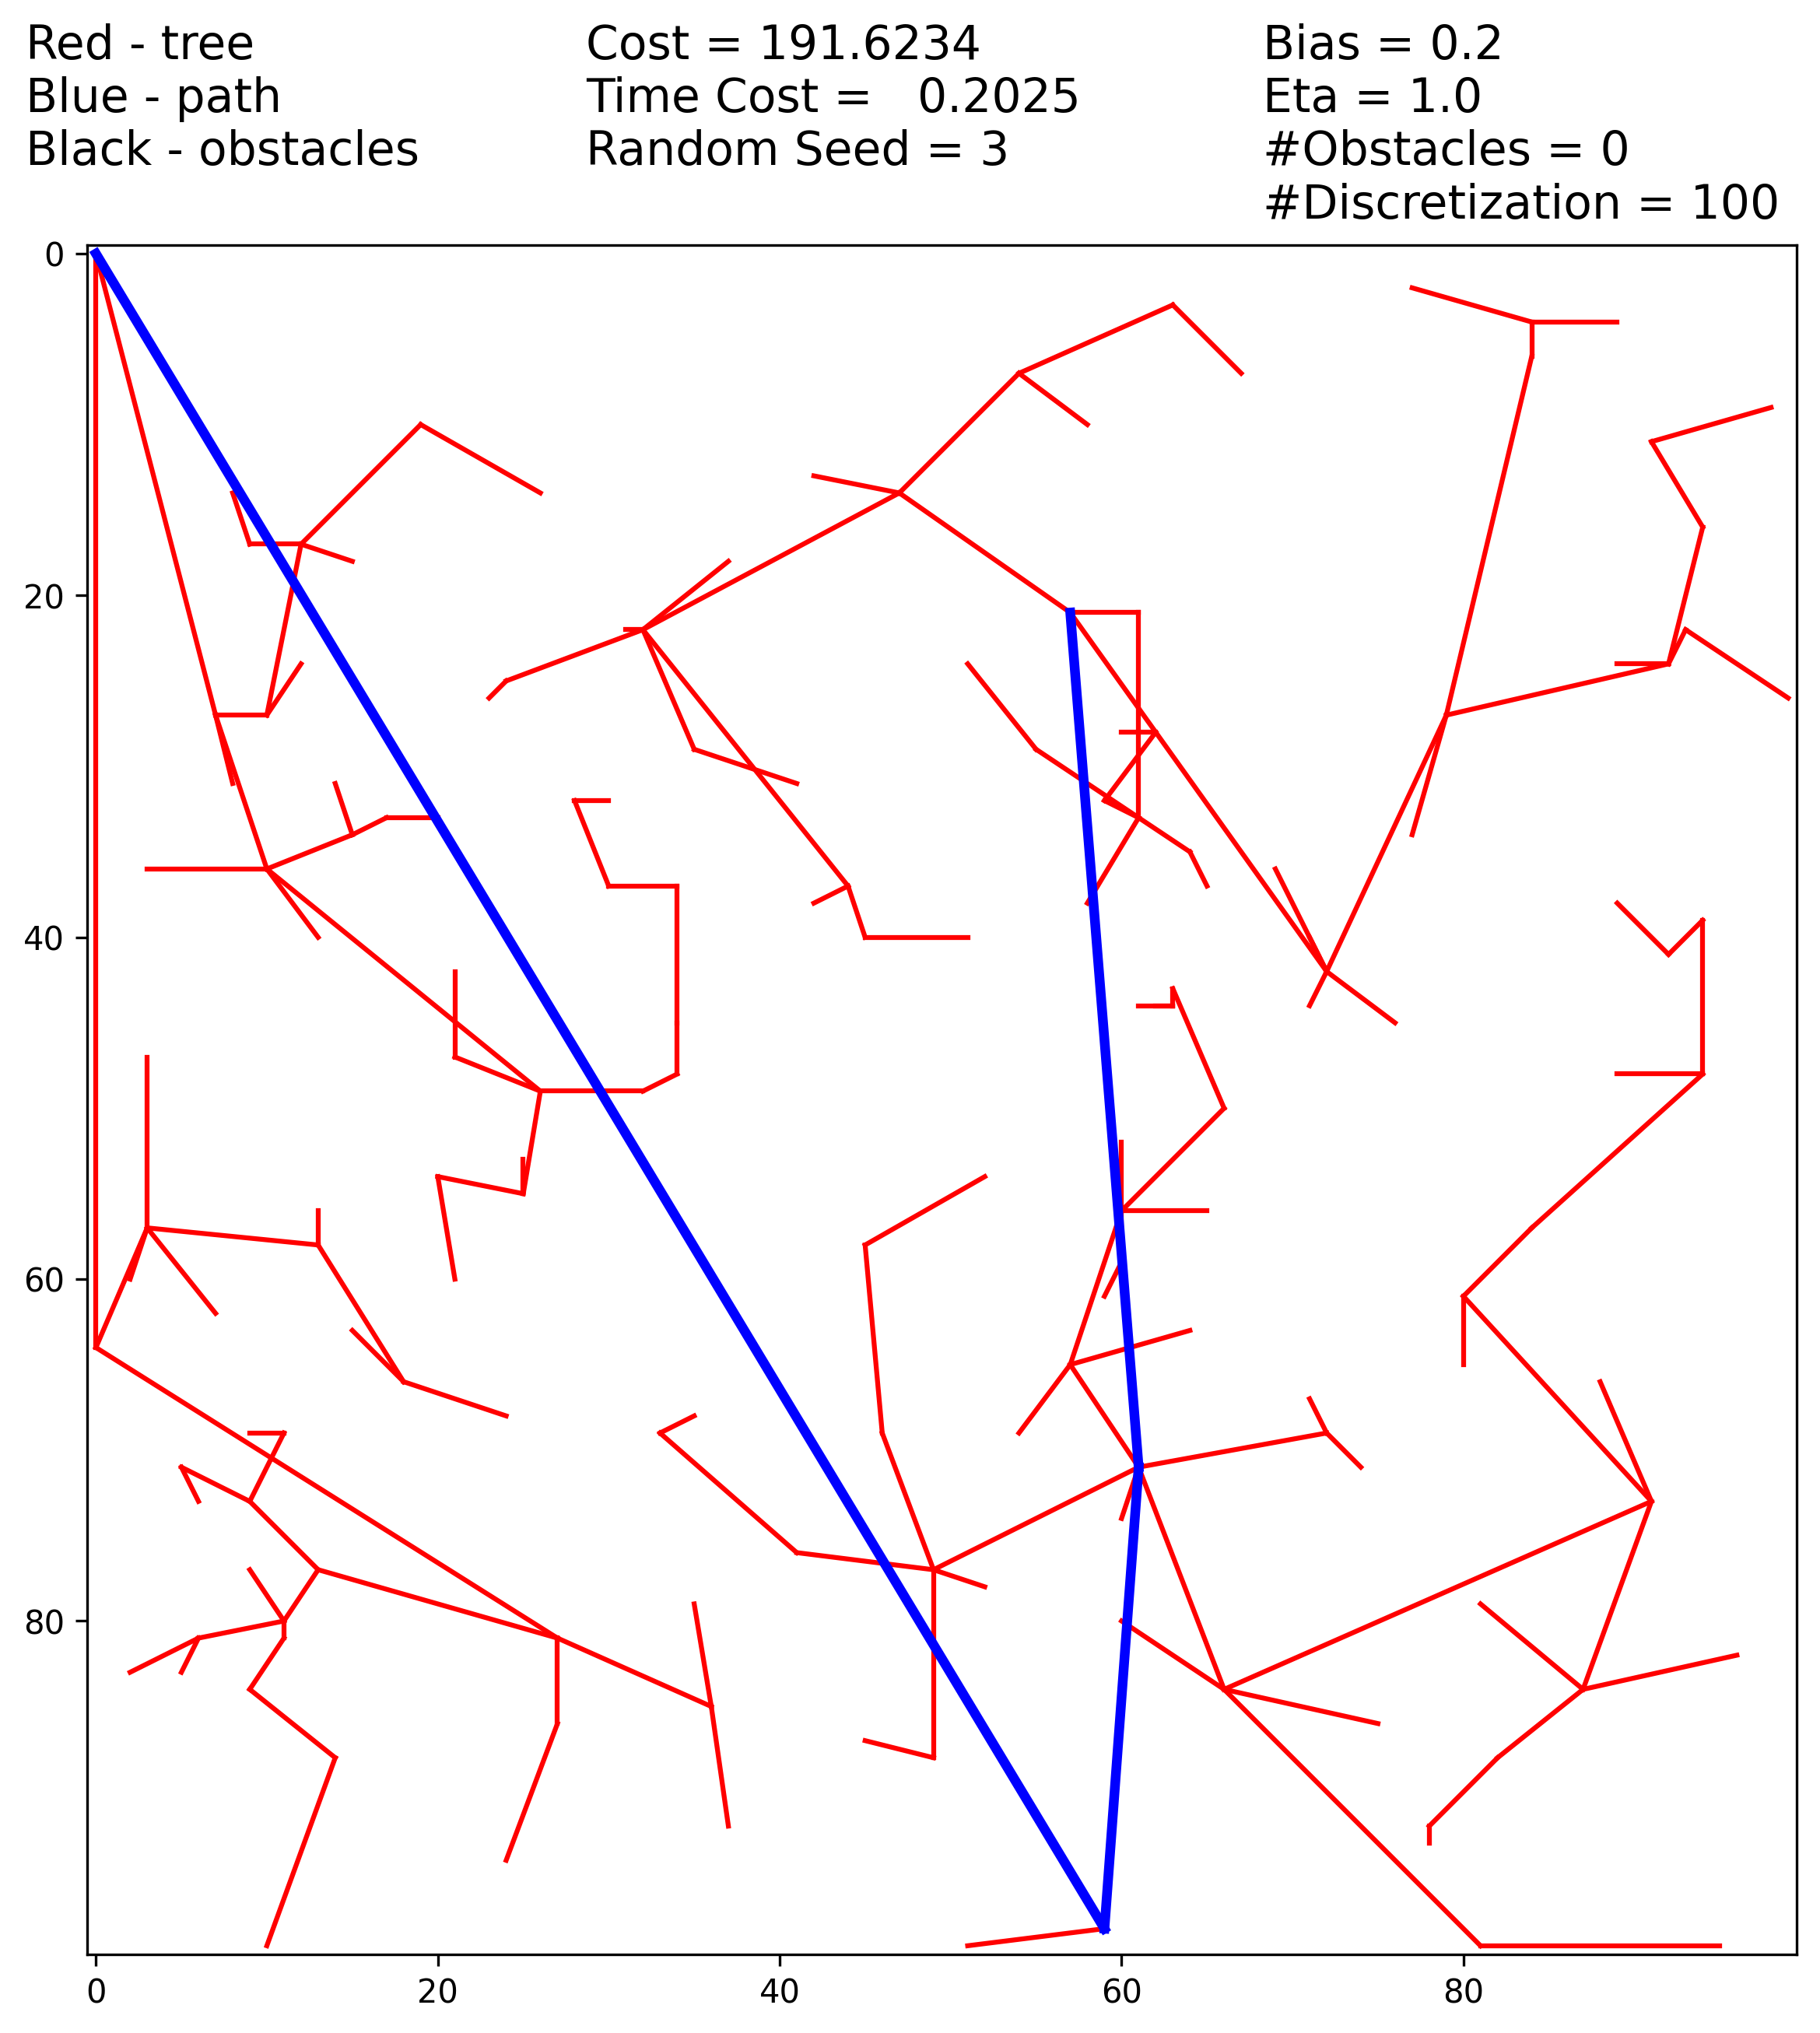 Red - tree
Blue - path
Black - obstacles
Cost = 191.6234
Time Cost = 0.2025
Random Seed = 3
Bias = 0.2
Eta = 1.0
#Obstacles = 0
#Discretization = 100
0
20
40
60
80
0
20
40
60
80